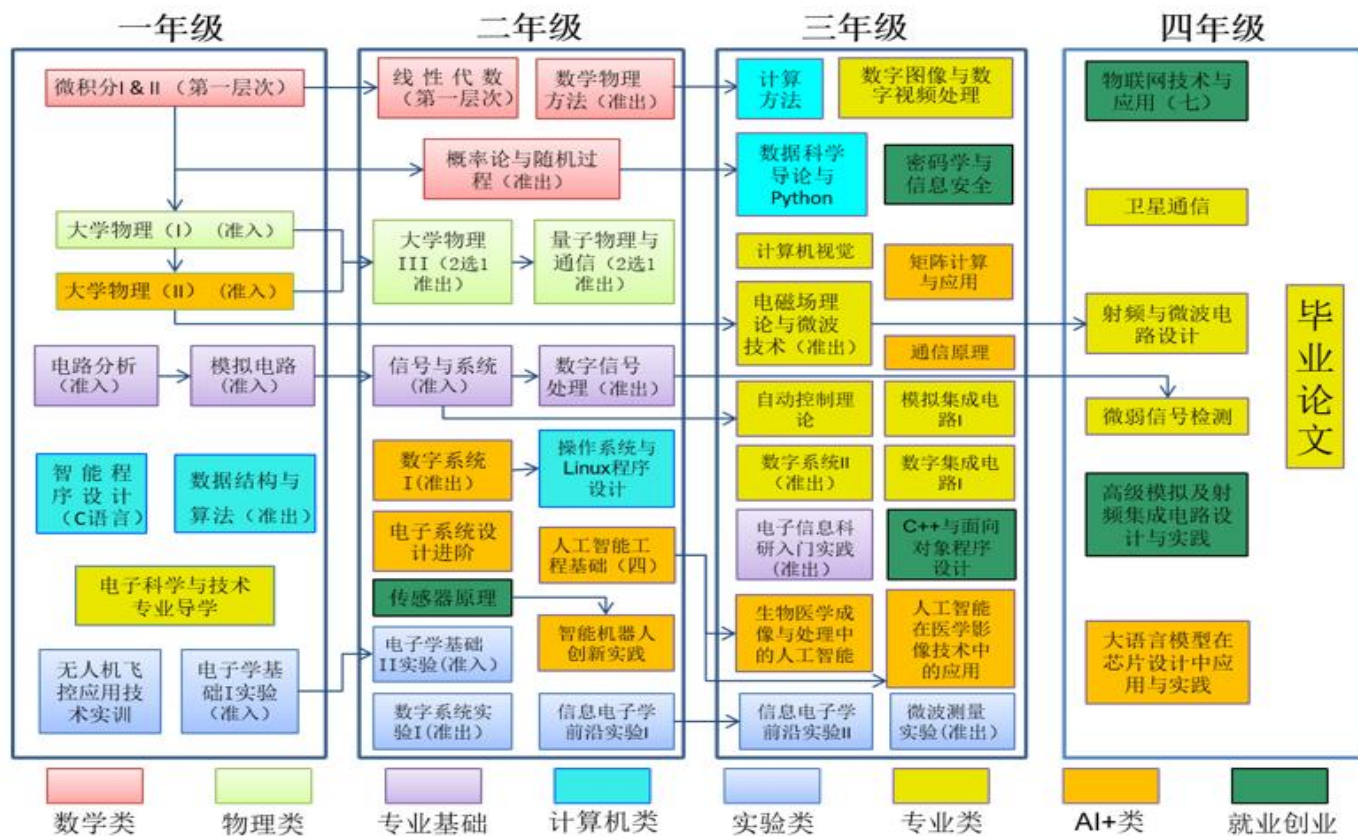 一年级
二年级
三年级
四年级
微积分I & II（第一层次）
大学物理（I）（准入）
大学物理（II）（准入）
电路分析
（准入）
模拟电路
（准入）
智能程
序设计
（C语言）
数据结构与
算法（准出）
电子科学与技术
专业导学
无人机飞
控应用技
术实训
电子学基
础I实验
（准入）
线性代数
（第一层次）
数学物理
方法（准出）
概率论与随机过
程（准出）
大学物理
III（2选1
准出）
量子物理与
通信（2选1
准出）
信号与系统
（准入）
数字信号
处理（准出）
数字系统
I(准出）
操作系统与
Linux程序
设计
电子系统设
计进阶
人工智能工
程基础（四）
传感器原理
智能机器人
创新实践
电子学基础
II实验(准入）
数字系统实
验I(准出）
信息电子学
前沿实验I
计算
方法
数字图像与数
字视频处理
数据科学
导论与
Python
密码学与
信息安全
计算机视觉
矩阵计算
与应用
电磁场理
论与微波
技术（准出）
通信原理
自动控制理
论
模拟集成电
路I
数字系统II
（准出）
数字集成电
路I
电子信息科
研入门实践
(准出）
C++与面向
对象程序
设计
生物医学成
像与处理中
的人工智能
人工智能
在医学影
像技术中
的应用
信息电子学
前沿实验II
微波测量
实验(准出）
物联网技术与
应用（七）
卫星通信
射频与微波电
路设计
微弱信号检测
高级模拟及射
频集成电路设
计与实践
大语言模型在
芯片设计中应
用与实践
毕
业
论
文
数学类
物理类
专业基础
计算机类
实验类
专业类
AI+类
就业创业